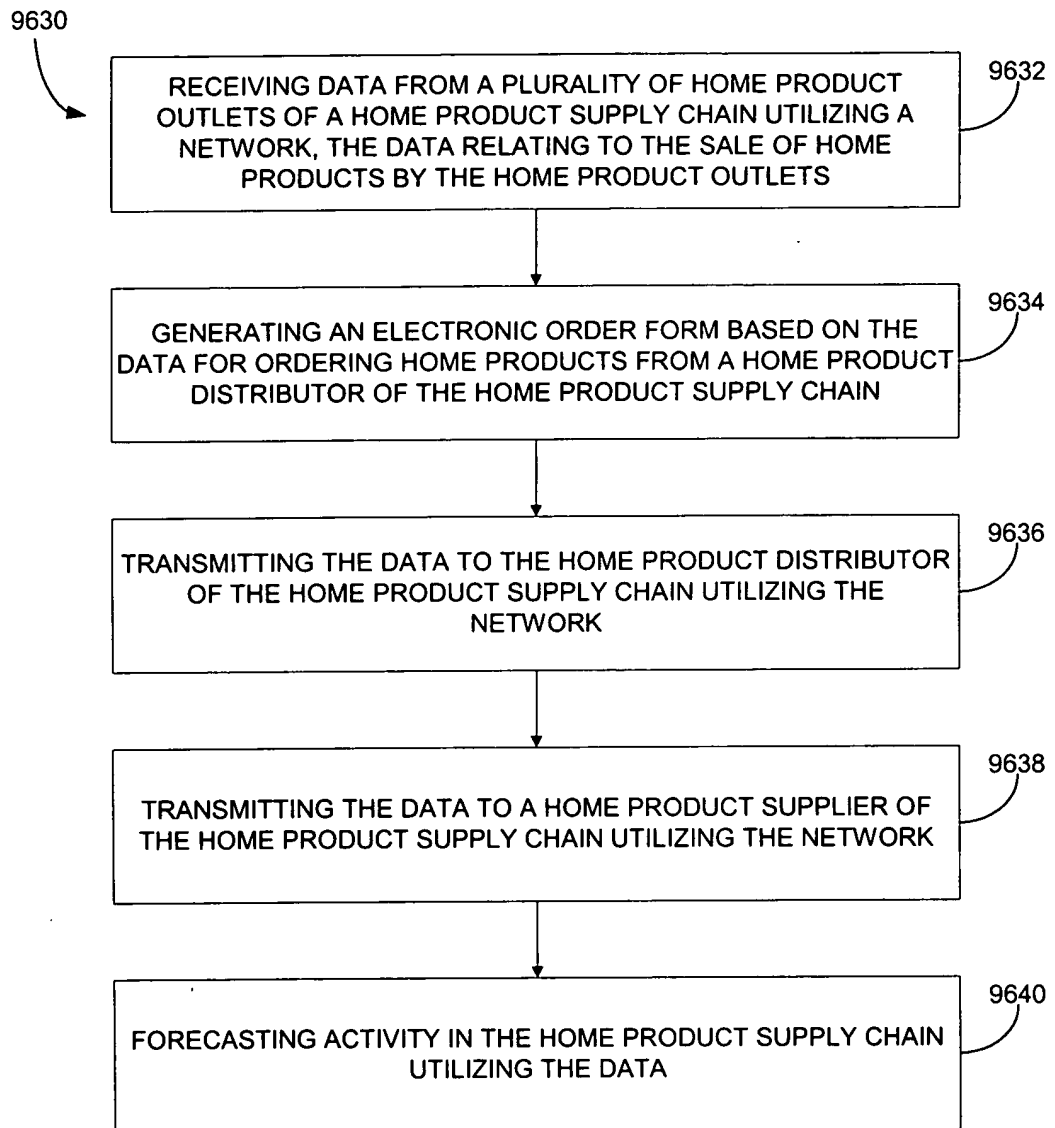 9630
9632
RECEIVING DATA FROM A PLURALITY OF HOME PRODUCT
OUTLETS OF A HOME PRODUCT SUPPLY CHAIN UTILIZING A
NETWORK, THE DATA RELATING TO THE SALE OF HOME
PRODUCTS BY THE HOME PRODUCT OUTLETS
9634
GENERATING AN ELECTRONIC ORDER FORM BASED ON THE
DATA FOR ORDERING HOME PRODUCTS FROM A HOME PRODUCT
DISTRIBUTOR OF THE HOME PRODUCT SUPPLY CHAIN
9636
TRANSMITTING THE DATA TO THE HOME PRODUCT DISTRIBUTOR
OF THE HOME PRODUCT SUPPLY CHAIN UTILIZING THE
NETWORK
9638
TRANSMITTING THE DATA TO A HOME PRODUCT SUPPLIER OF
THE HOME PRODUCT SUPPLY CHAIN UTILIZING THE NETWORK
9640
FORECASTING ACTIVITY IN THE HOME PRODUCT SUPPLY CHAIN
UTILIZING THE DATA